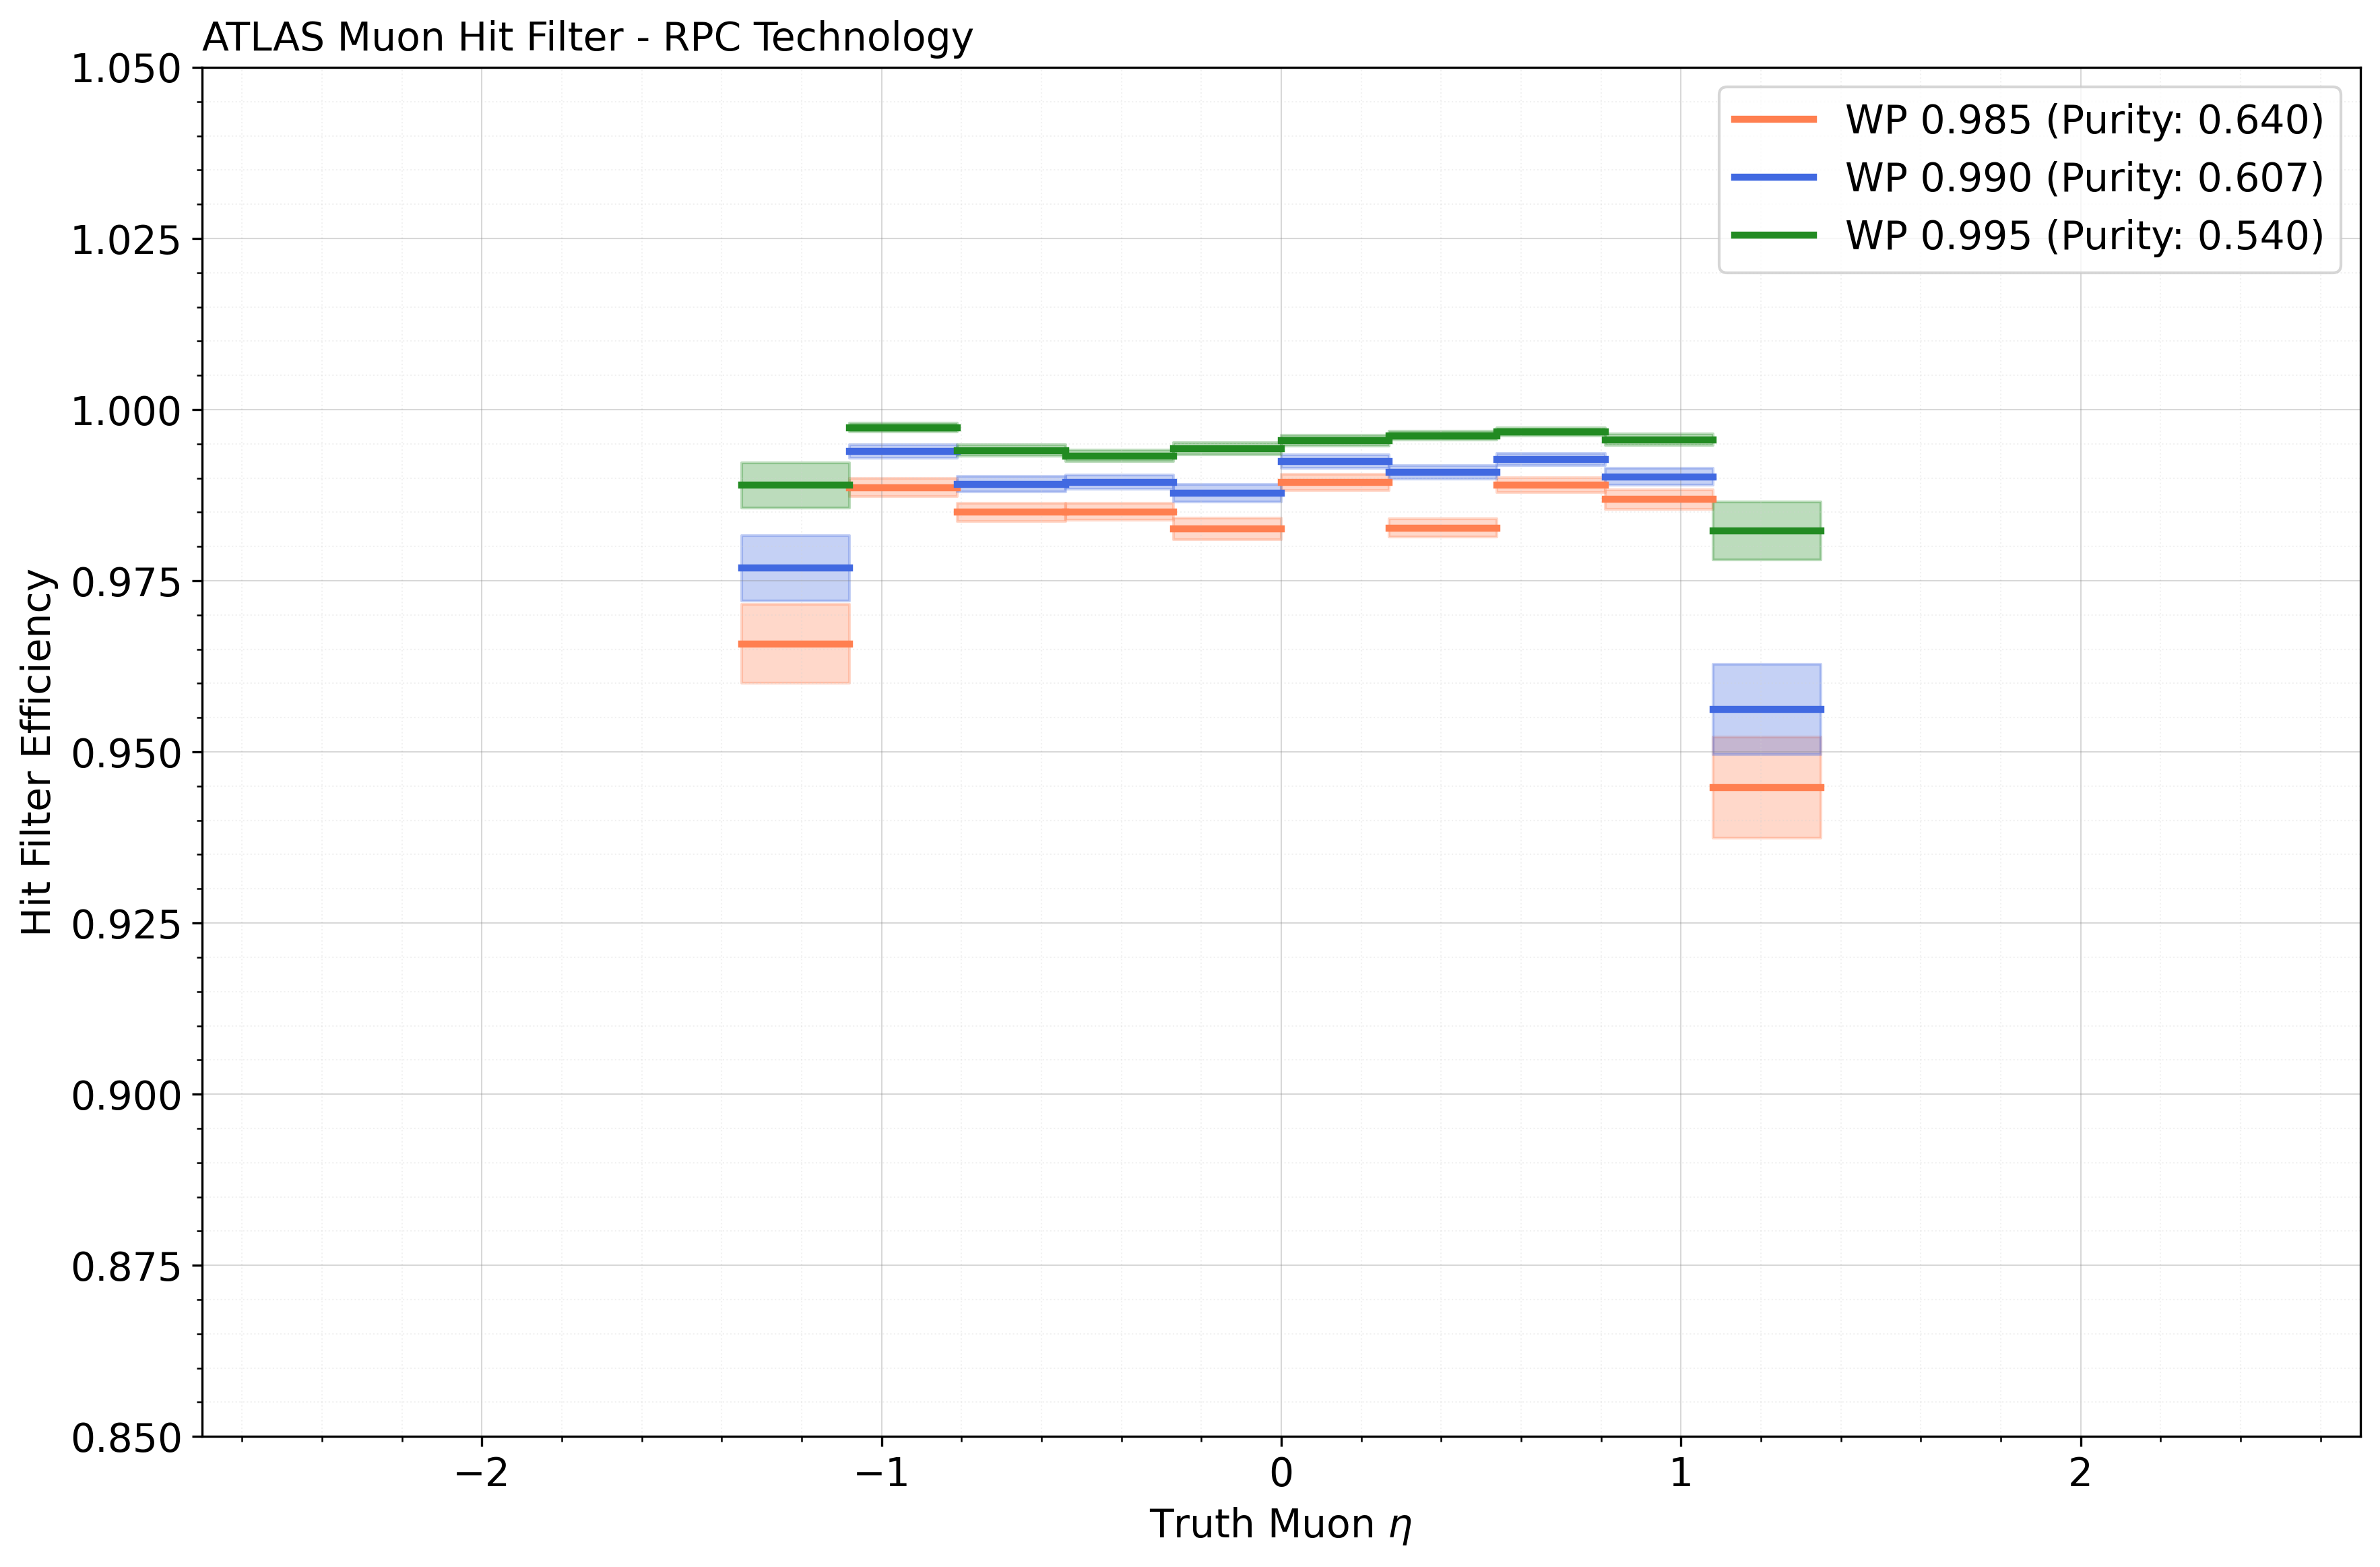 ATLAS Muon Hit Filter - RPC Technology
1.050
1.025
1.000
0.975
0.950
0.925
0.900
0.875
0.850
Hit Filter Efficiency
WP 0.985 (Purity: 0.640)
WP 0.990 (Purity: 0.607)
WP 0.995 (Purity: 0.540)
−2 −1 0 1 2
Truth Muon η